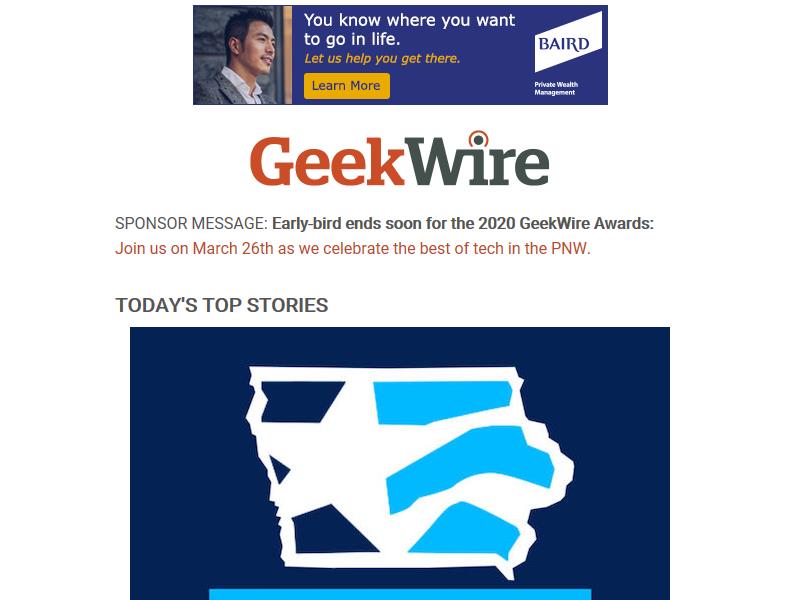 You know where you want
to go in life.
Let us help you get there.
Learn More
BAIRD
Private Wealth
Management
GeekWire
SPONSOR MESSAGE: Early-bird ends soon for the 2020 GeekWire Awards:
Join us on March 26th as we celebrate the best of tech in the PNW.
TODAY'S TOP STORIES